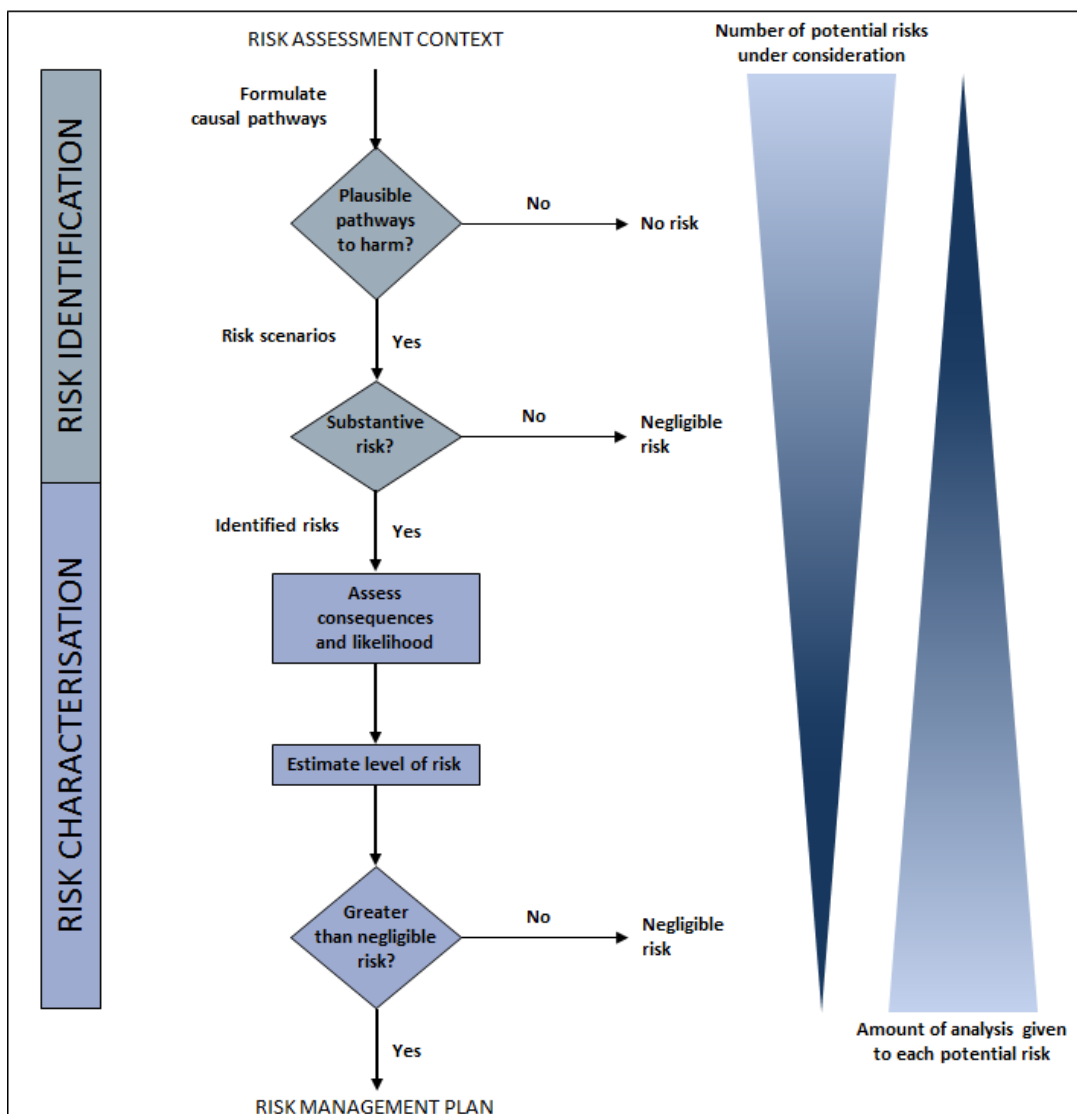 RISK ASSESSMENT CONTEXT
Number of potential risks
under consideration
RISK IDENTIFICATION
Formulate
causal pathways
Plausible
pathways
to harm?
No
No risk
Risk scenarios
Yes
Substantive
risk?
No
Negligible
risk
RISK CHARACTERISATION
Identified risks
Yes
Assess
consequences
and likelihood
Estimate level of risk
Greater
than negligible
risk?
No
Negligible
risk
Amount of analysis given
to each potential risk
Yes
RISK MANAGEMENT PLAN